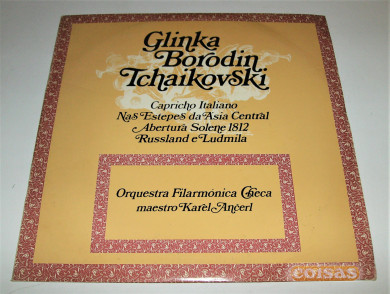 Glinka
Borodin
Tchaikovski
Capricho Italiano
Nas Estepes da Asia Central
Abertura Solene 1812
Russland e Ludmila
Orquestra Filarmónica Checa
maestro Karel Ančerl
coisas